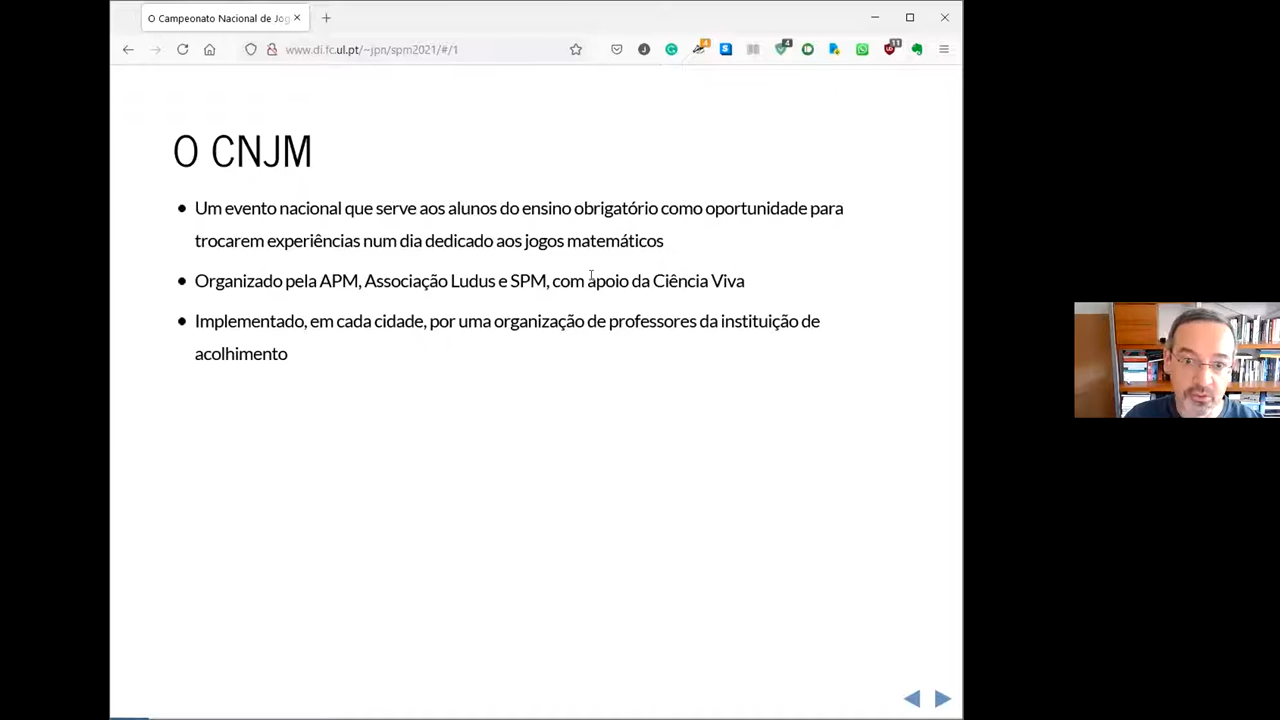 O Campeonato Nacional de Jog
www.di.fc.ul.pt/~jpn/spm2021/#/1
4
4
11
O CNJM
Um evento nacional que serve aos alunos do ensino obrigatório como oportunidade para
trocarem experiências num dia dedicado aos jogos matemáticos
Organizado pela APM, Associação Ludus e SPM, com apoio da Ciência Viva
Implementado, em cada cidade, por uma organização de professores da instituição de
acolhimento